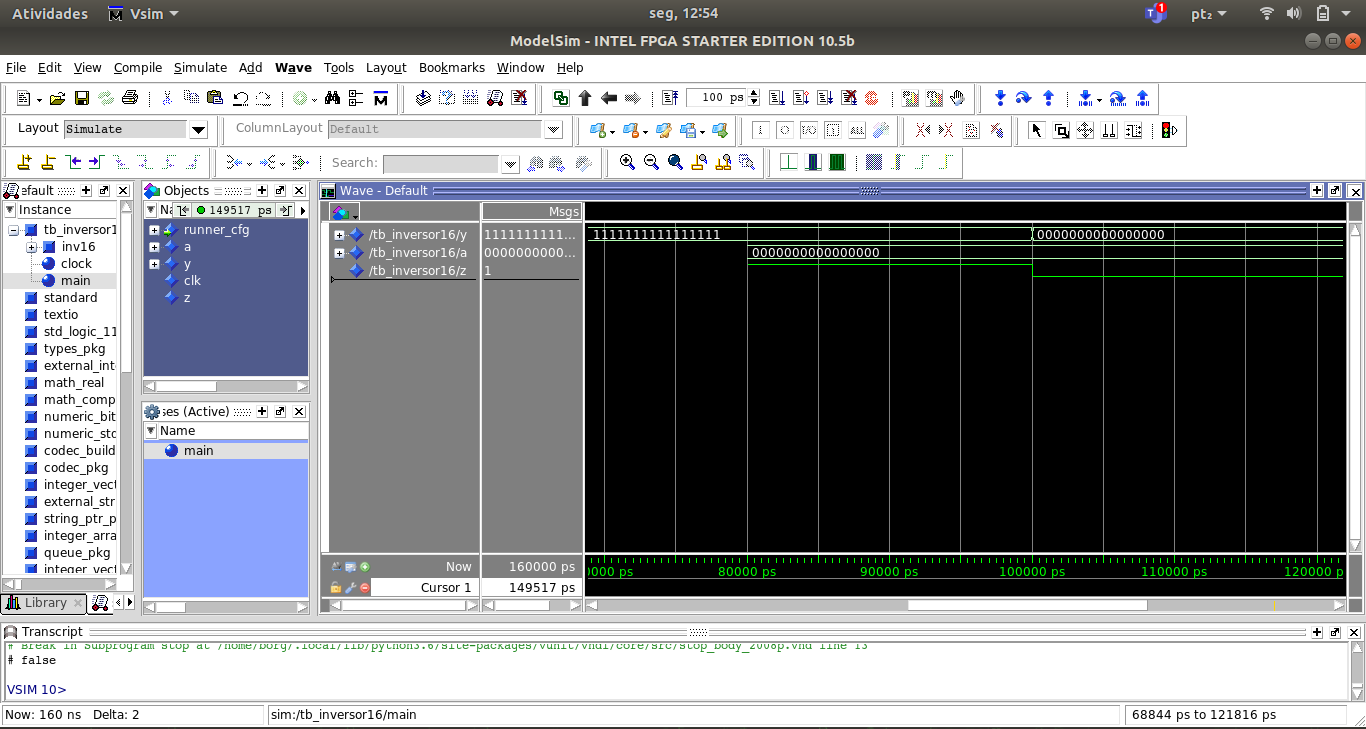 Atividades Vsim seg, 12:54 1 pt₂
ModelSim - INTEL FPGA STARTER EDITION 10.5b
File Edit View Compile Simulate Add Wave Tools Layout Bookmarks Window Help
100 ps
Layout Simulate ColumnLayout Default
Search:
efault Objects Wave - Default
Instance 149517 ps Msgs
tb_inversor1
inv16
clock
main
standard
textio
std_logic_11
types_pkg
external_int
math_real
math_comp
numeric_bit
numeric_std
codec_build
codec_pkg
integer_vect
external_str
string_ptr_p
integer_arra
queue_pkg
integer_vect
Library
runner_cfg
a
y
clk
z
ses (Active)
Name
main
/tb_inversor16/y 1111111111... 1111111111111111 0000000000000000
/tb_inversor16/a 0000000000... 0000000000000000
/tb_inversor16/z 1
Now 160000 ps 0000 ps 80000 ps 90000 ps 100000 ps 110000 ps 120000 p
Cursor 1 149517 ps
Transcript
# Break in Subprogram stop at /home/borg/.local/lib/python3.6/site-packages/vunit/vhdl/core/src/stop_body_2008p.vhd line 13
# false
VSIM 10>
Now: 160 ns Delta: 2 sim:/tb_inversor16/main 68844 ps to 121816 ps